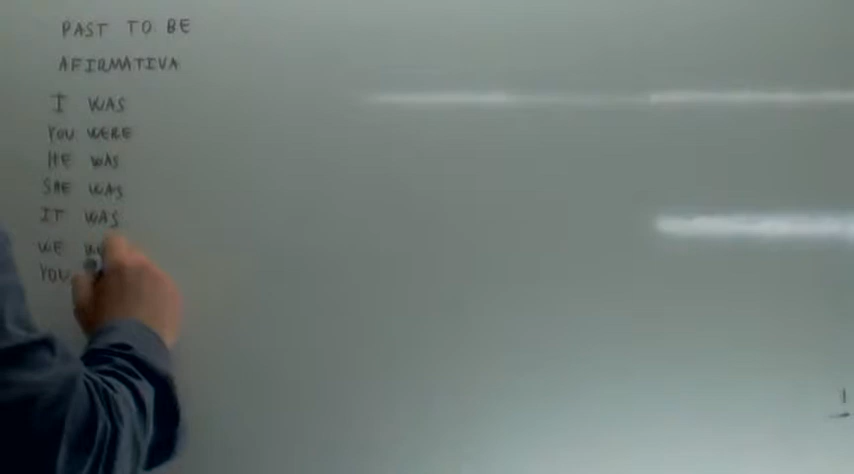 PAST TO BE
AFIRMATIVA
I WAS
YOU WERE
HE WAS
SHE WAS
IT WAS
WE
YOU